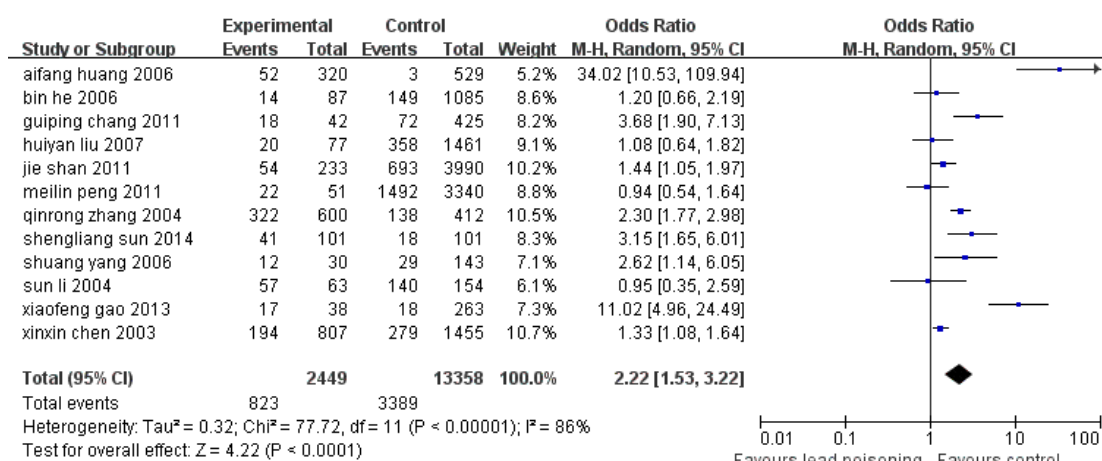 Experimental Control Odds Ratio Odds Ratio
Study or Subgroup Events Total Events Total Weight M-H, Random, 95% CI M-H, Random, 95% CI
aifang huang 2006 52 320 3 529 5.2% 34.02 [10.53, 109.94]
bin he 2006 14 87 149 1085 8.6% 1.20 [0.66, 2.19]
guiping chang 2011 18 42 72 425 8.2% 3.68 [1.90, 7.13]
huiyan liu 2007 20 77 358 1461 9.1% 1.08 [0.64, 1.82]
jie shan 2011 54 233 693 3990 10.2% 1.44 [1.05, 1.97]
meilin peng 2011 22 51 1492 3340 8.8% 0.94 [0.54, 1.64]
qinrong zhang 2004 322 600 138 412 10.5% 2.30 [1.77, 2.98]
shengliang sun 2014 41 101 18 101 8.3% 3.15 [1.65, 6.01]
shuang yang 2006 12 30 29 143 7.1% 2.62 [1.14, 6.05]
sun li 2004 57 63 140 154 6.1% 0.95 [0.35, 2.59]
xiaofeng gao 2013 17 38 18 263 7.3% 11.02 [4.96, 24.49]
xinxin chen 2003 194 807 279 1455 10.7% 1.33 [1.08, 1.64]
Total (95% CI) 2449 13358 100.0% 2.22 [1.53, 3.22]
Total events 823 3389
Heterogeneity: Tau² = 0.32; Chi² = 77.72, df = 11 (P < 0.00001); I² = 86%
Test for overall effect: Z = 4.22 (P < 0.0001)
0.01 0.1 1 10 100
Favours lead poisoning Favours control